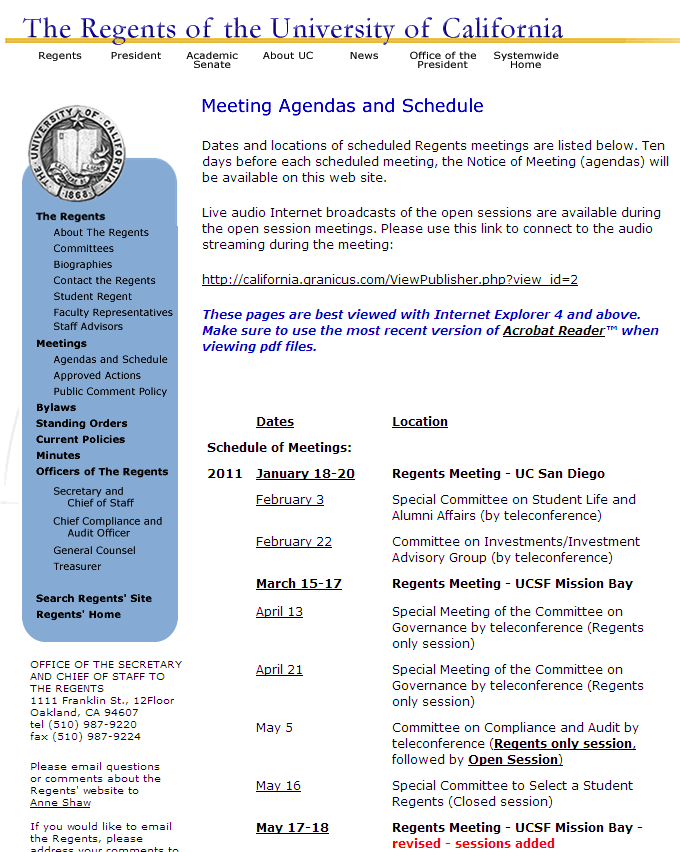 The Regents of the University of California
Regents President Academic Senate About UC News Office of the President Systemwide Home
THE UNIVERSITY OF CALIFORNIA
1868
The Regents
About The Regents
Committees
Biographies
Contact the Regents
Student Regent
Faculty Representatives
Staff Advisors
Meetings
Agendas and Schedule
Approved Actions
Public Comment Policy
Bylaws
Standing Orders
Current Policies
Minutes
Officers of The Regents
Secretary and
Chief of Staff
Chief Compliance and
Audit Officer
General Counsel
Treasurer
Search Regents' Site
Regents' Home
OFFICE OF THE SECRETARY
AND CHIEF OF STAFF TO
THE REGENTS
1111 Franklin St., 12Floor
Oakland, CA 94607
tel (510) 987-9220
fax (510) 987-9224
Please email questions
or comments about the
Regents' website to
Anne Shaw
If you would like to email
the Regents, please
address your comments to
Meeting Agendas and Schedule
Dates and locations of scheduled Regents meetings are listed below. Ten
days before each scheduled meeting, the Notice of Meeting (agendas) will
be available on this web site.
Live audio Internet broadcasts of the open sessions are available during
the open session meetings. Please use this link to connect to the audio
streaming during the meeting:
http://california.granicus.com/ViewPublisher.php?view_id=2
These pages are best viewed with Internet Explorer 4 and above.
Make sure to use the most recent version of Acrobat Reader™ when
viewing pdf files.
Dates Location
Schedule of Meetings:
2011 January 18-20 Regents Meeting - UC San Diego
February 3 Special Committee on Student Life and
Alumni Affairs (by teleconference)
February 22 Committee on Investments/Investment
Advisory Group (by teleconference)
March 15-17 Regents Meeting - UCSF Mission Bay
April 13 Special Meeting of the Committee on
Governance by teleconference (Regents
only session)
April 21 Special Meeting of the Committee on
Governance by teleconference (Regents
only session)
May 5 Committee on Compliance and Audit by
teleconference (Regents only session,
followed by Open Session)
May 16 Special Committee to Select a Student
Regents (Closed session)
May 17-18 Regents Meeting - UCSF Mission Bay -
revised - sessions added